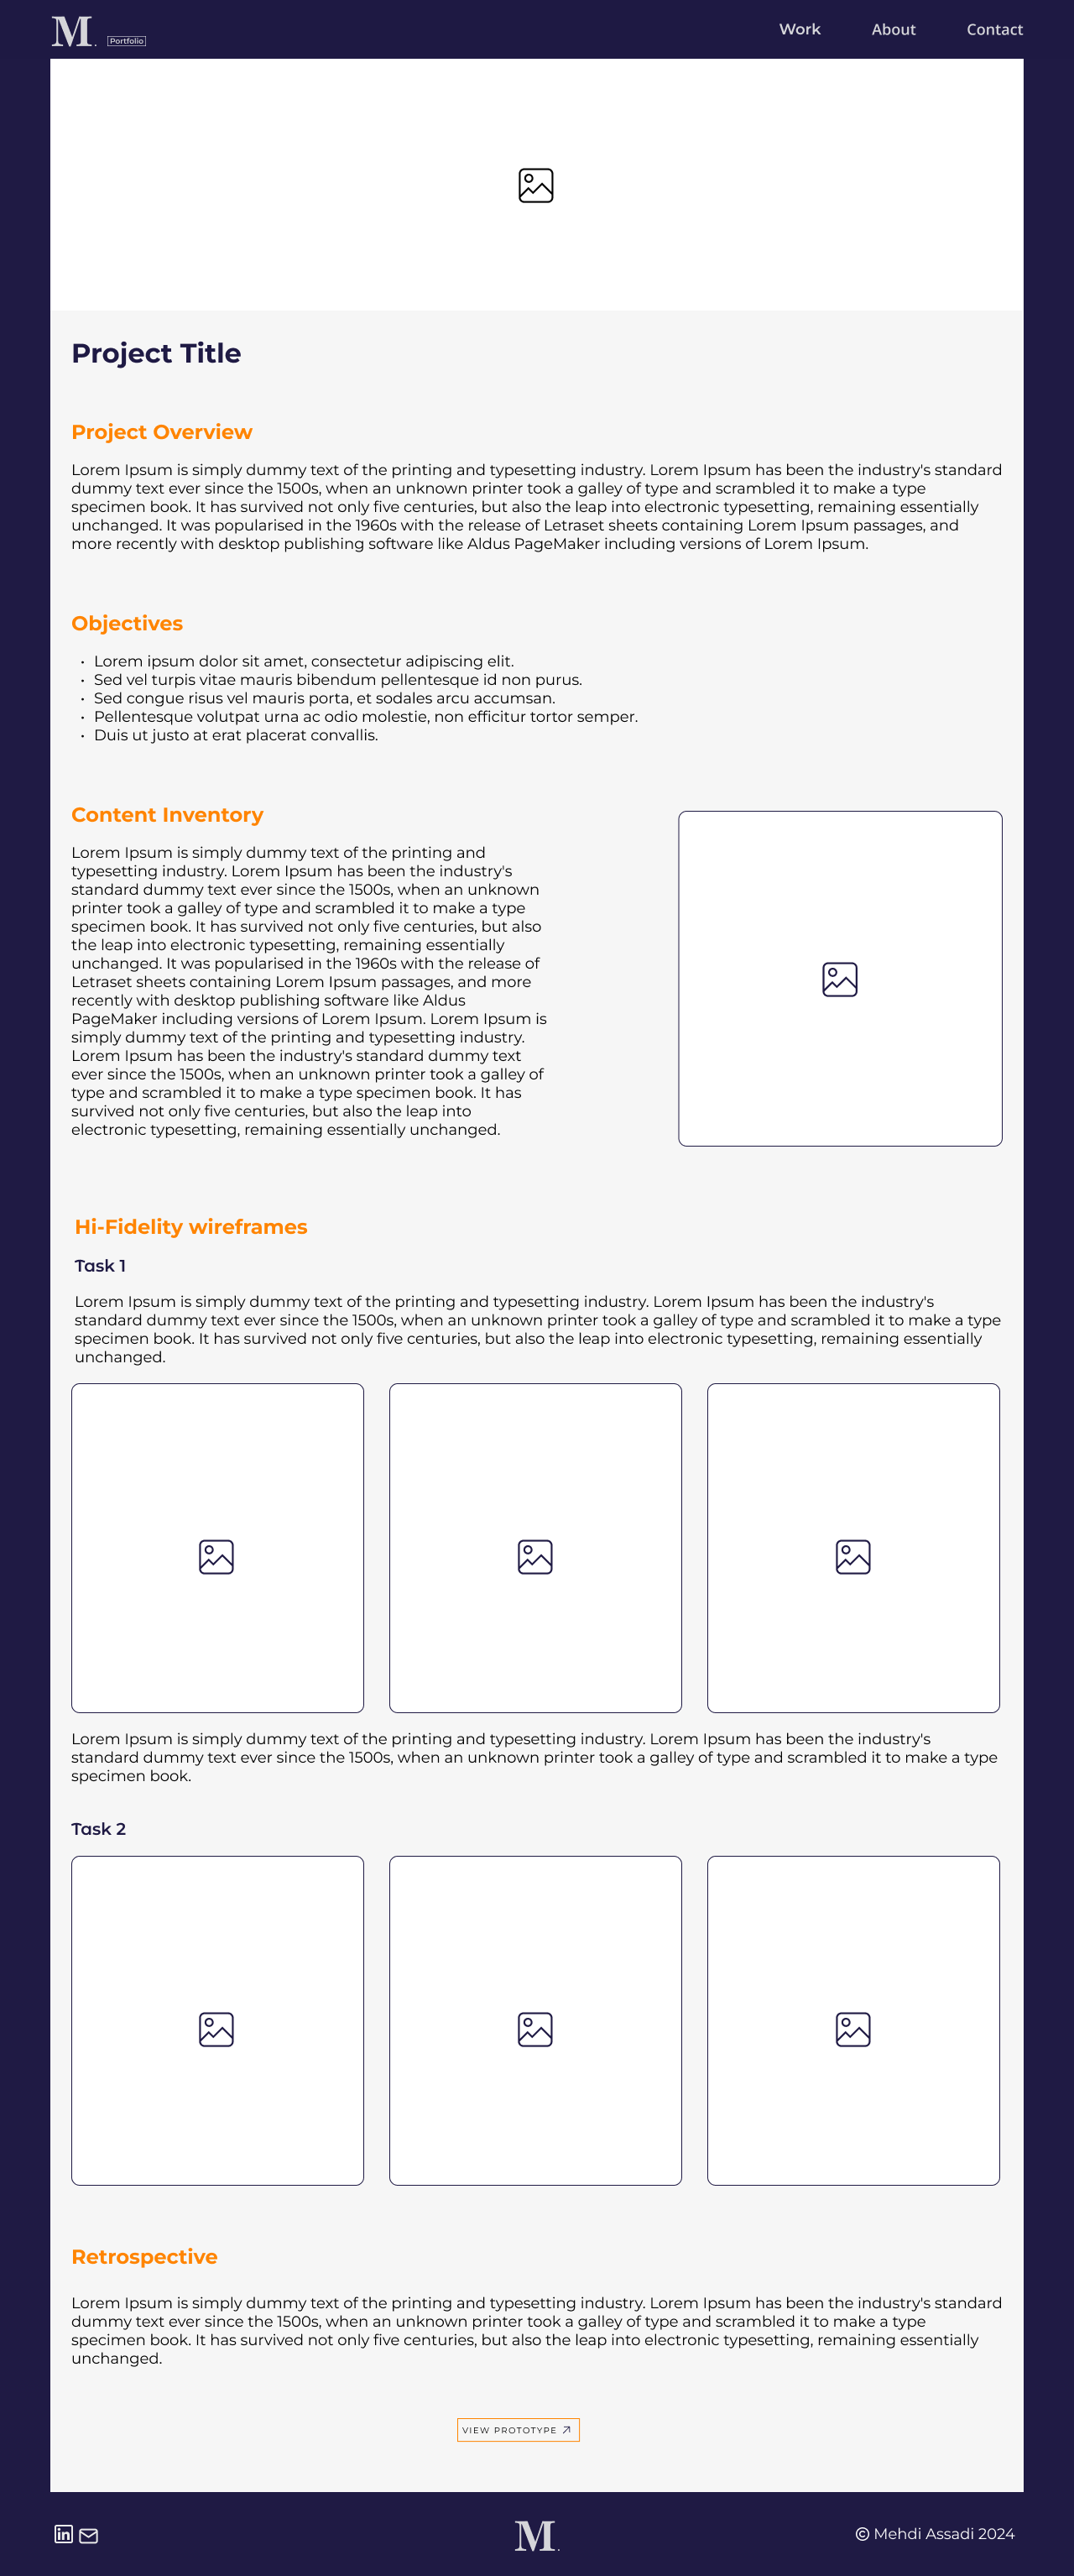 M.
Portfolio
Work
About
Contact
Project Title
Project Overview
Lorem Ipsum is simply dummy text of the printing and typesetting industry. Lorem Ipsum has been the industry's standard
dummy text ever since the 1500s, when an unknown printer took a galley of type and scrambled it to make a type
specimen book. It has survived not only five centuries, but also the leap into electronic typesetting, remaining essentially
unchanged. It was popularised in the 1960s with the release of Letraset sheets containing Lorem Ipsum passages, and
more recently with desktop publishing software like Aldus PageMaker including versions of Lorem Ipsum.
Objectives
• Lorem ipsum dolor sit amet, consectetur adipiscing elit.
• Sed vel turpis vitae mauris bibendum pellentesque id non purus.
• Sed congue risus vel mauris porta, et sodales arcu accumsan.
• Pellentesque volutpat urna ac odio molestie, non efficitur tortor semper.
• Duis ut justo at erat placerat convallis.
Content Inventory
Lorem Ipsum is simply dummy text of the printing and
typesetting industry. Lorem Ipsum has been the industry's
standard dummy text ever since the 1500s, when an unknown
printer took a galley of type and scrambled it to make a type
specimen book. It has survived not only five centuries, but also
the leap into electronic typesetting, remaining essentially
unchanged. It was popularised in the 1960s with the release of
Letraset sheets containing Lorem Ipsum passages, and more
recently with desktop publishing software like Aldus
PageMaker including versions of Lorem Ipsum. Lorem Ipsum is
simply dummy text of the printing and typesetting industry.
Lorem Ipsum has been the industry's standard dummy text
ever since the 1500s, when an unknown printer took a galley of
type and scrambled it to make a type specimen book. It has
survived not only five centuries, but also the leap into
electronic typesetting, remaining essentially unchanged.
Hi-Fidelity wireframes
Task 1
Lorem Ipsum is simply dummy text of the printing and typesetting industry. Lorem Ipsum has been the industry's
standard dummy text ever since the 1500s, when an unknown printer took a galley of type and scrambled it to make a type
specimen book. It has survived not only five centuries, but also the leap into electronic typesetting, remaining essentially
unchanged.
Lorem Ipsum is simply dummy text of the printing and typesetting industry. Lorem Ipsum has been the industry's
standard dummy text ever since the 1500s, when an unknown printer took a galley of type and scrambled it to make a type
specimen book.
Task 2
Retrospective
Lorem Ipsum is simply dummy text of the printing and typesetting industry. Lorem Ipsum has been the industry's standard
dummy text ever since the 1500s, when an unknown printer took a galley of type and scrambled it to make a type
specimen book. It has survived not only five centuries, but also the leap into electronic typesetting, remaining essentially
unchanged.
VIEW PROTOTYPE
in
M.
© Mehdi Assadi 2024